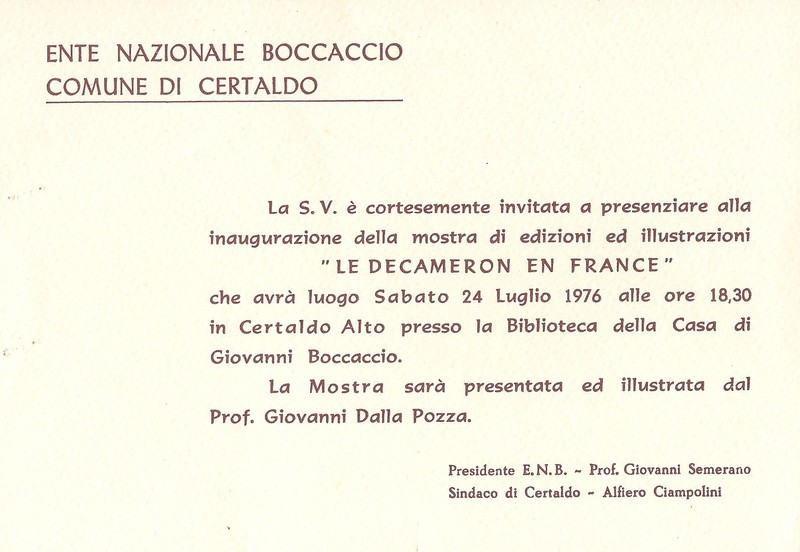 ENTE NAZIONALE BOCCACCIO
COMUNE DI CERTALDO
La S.V. è cortesemente invitata a presenziare alla
inaugurazione della mostra di edizioni ed illustrazioni
"LE DECAMERON EN FRANCE"
che avrà luogo Sabato 24 Luglio 1976 alle ore 18,30
in Certaldo Alto presso la Biblioteca della Casa di
Giovanni Boccaccio.
La Mostra sarà presentata ed illustrata dal
Prof. Giovanni Dalla Pozza.
Presidente E.N.B. - Prof. Giovanni Semerano
Sindaco di Certaldo - Alfiero Ciampolini